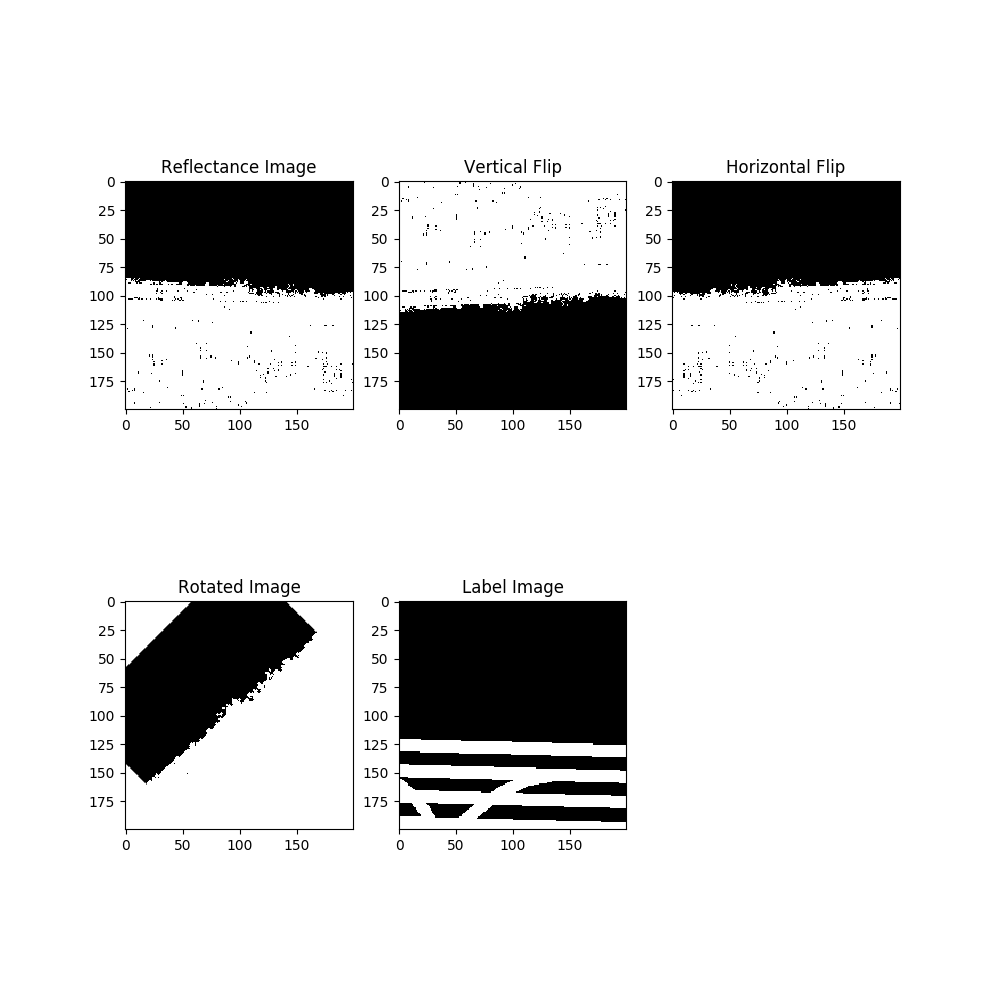 Reflectance Image Vertical Flip Horizontal Flip
0 0 0
25 25 25
50 50 50
75 75 75
100 100 100
125 125 125
150 150 150
175 175 175
0 50 100 150 0 50 100 150 0 50 100 150
Rotated Image Label Image
0 0
25 25
50 50
75 75
100 100
125 125
150 150
175 175
0 50 100 150 0 50 100 150